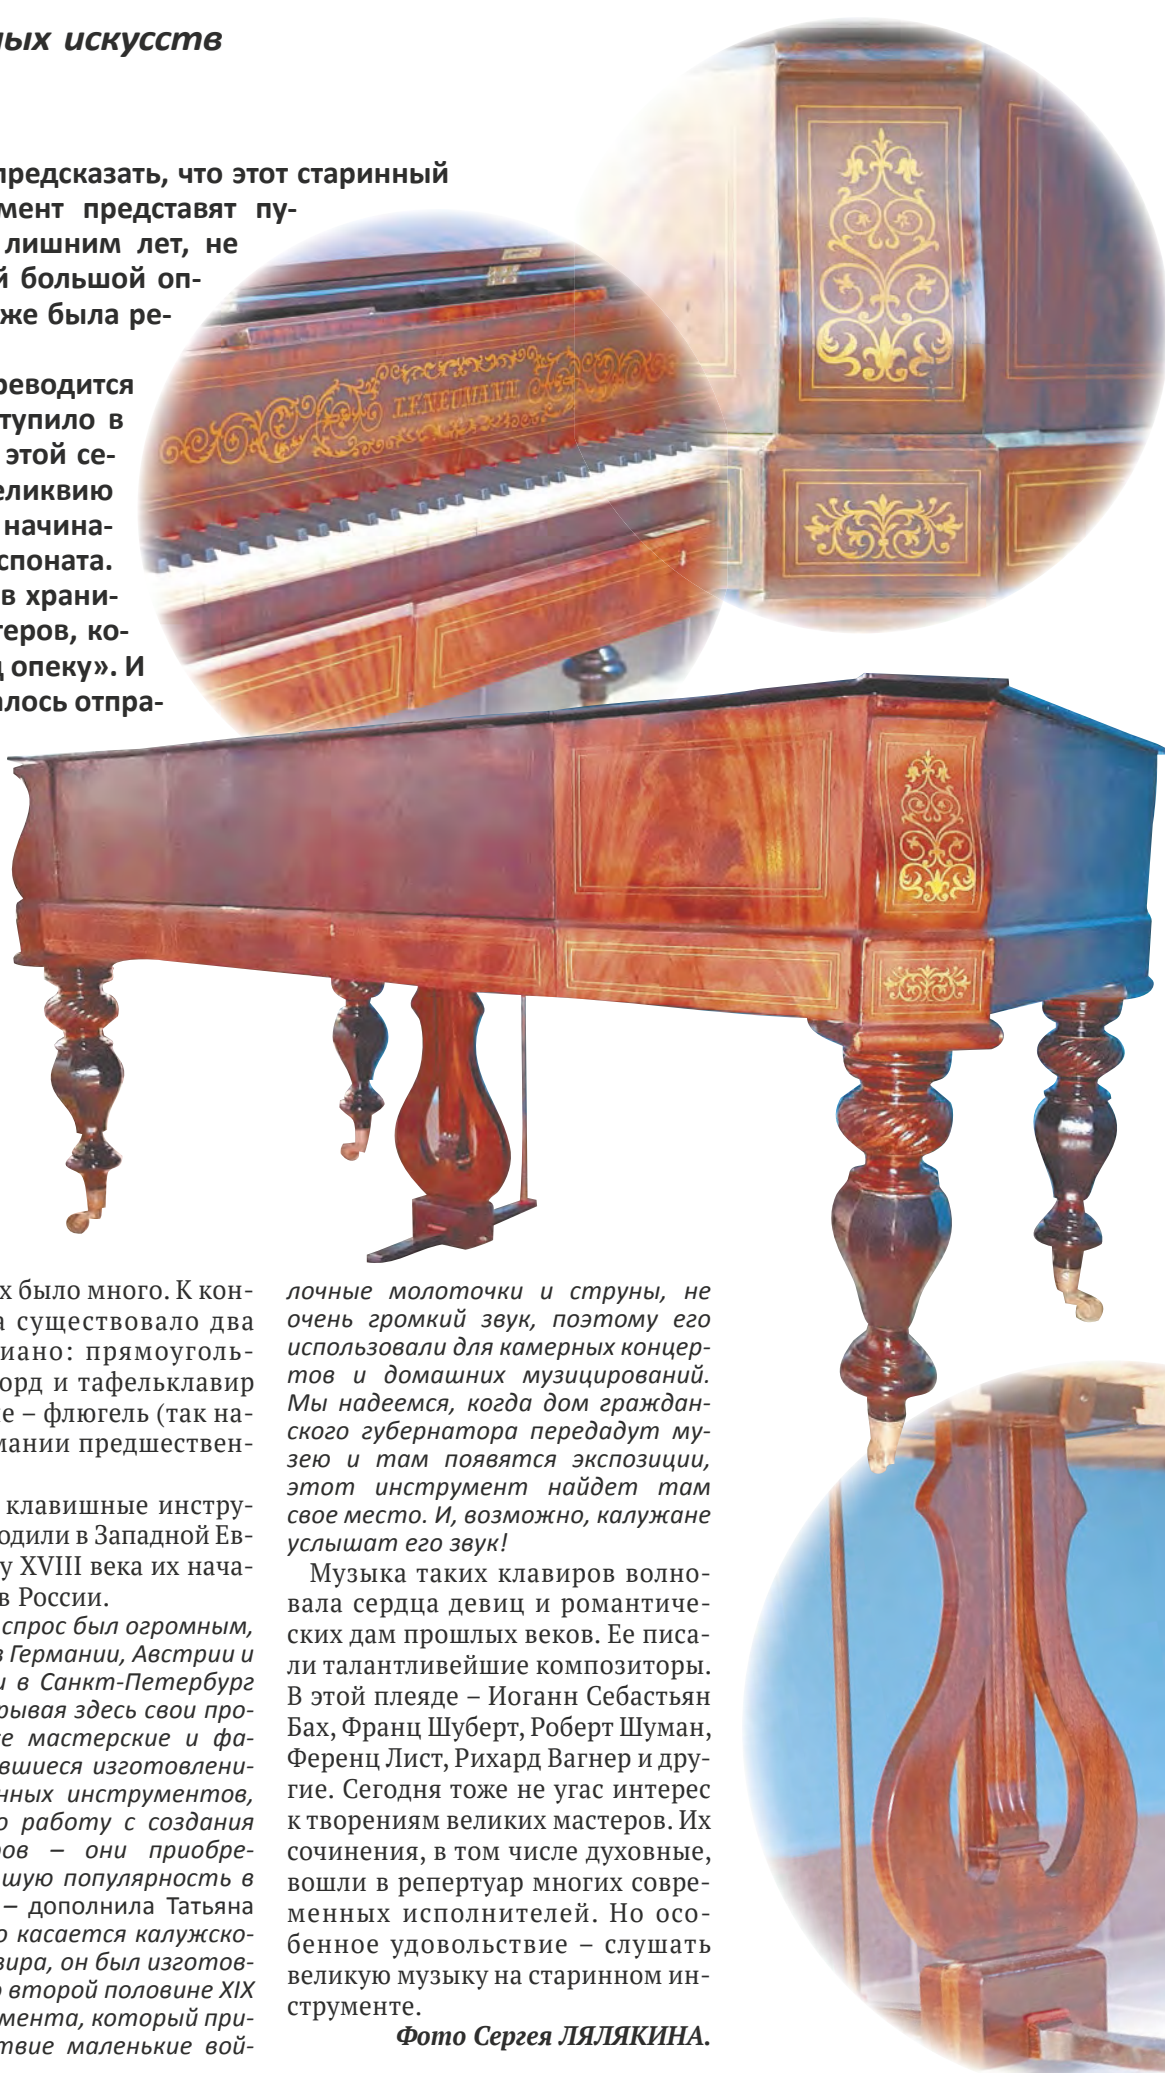 ных искусств
предсказать, что этот старинный
мент представят пу-
лишним лет, не
й большой оп-
же была ре-
реводится
тупило в
этой се-
еликвию
начина-
спонатa.
в храни-
теров, ко-
д опеку». И
алось отпра-
J.F.NEUMANN.
х было много. К кон-
а существовало два
иано: прямоуголь-
орд и тафельклавир
е – флюгель (так на-
мании предшествен-
клавишные инстру-
одили в Западной Ев-
у XVIII века их нача-
в России.
спрос был огромным,
в Германии, Австрии и
и в Санкт-Петербург
рывая здесь свои про-
е мастерские и фа-
вшиеся изготовлени-
нных инструментов,
о работу с создания
ров – они приобре-
шую популярность в
– дополнила Татьяна
о касается калужско-
вира, он был изготов-
о второй половине XIX
мента, который при-
твие маленькие вой-
лочные молоточки и струны, не
очень громкий звук, поэтому его
использовали для камерных концер-
тов и домашних музицирований.
Мы надеемся, когда дом граждан-
ского губернатора передадут му-
зею и там появятся экспозиции,
этот инструмент найдет там
свое место. И, возможно, калужане
услышат его звук!
Музыка таких клавиров волно-
вала сердца девиц и романтиче-
ских дам прошлых веков. Ее писа-
ли талантливейшие композиторы.
В этой плеяде – Иоганн Себастьян
Бах, Франц Шуберт, Роберт Шуман,
Ференц Лист, Рихард Вагнер и дру-
гие. Сегодня тоже не угас интерес
к творениям великих мастеров. Их
сочинения, в том числе духовные,
вошли в репертуар многих совре-
менных исполнителей. Но осо-
бенное удовольствие – слушать
великую музыку на старинном ин-
струменте.
Фото Сергея ЛЯЛЯКИНА.